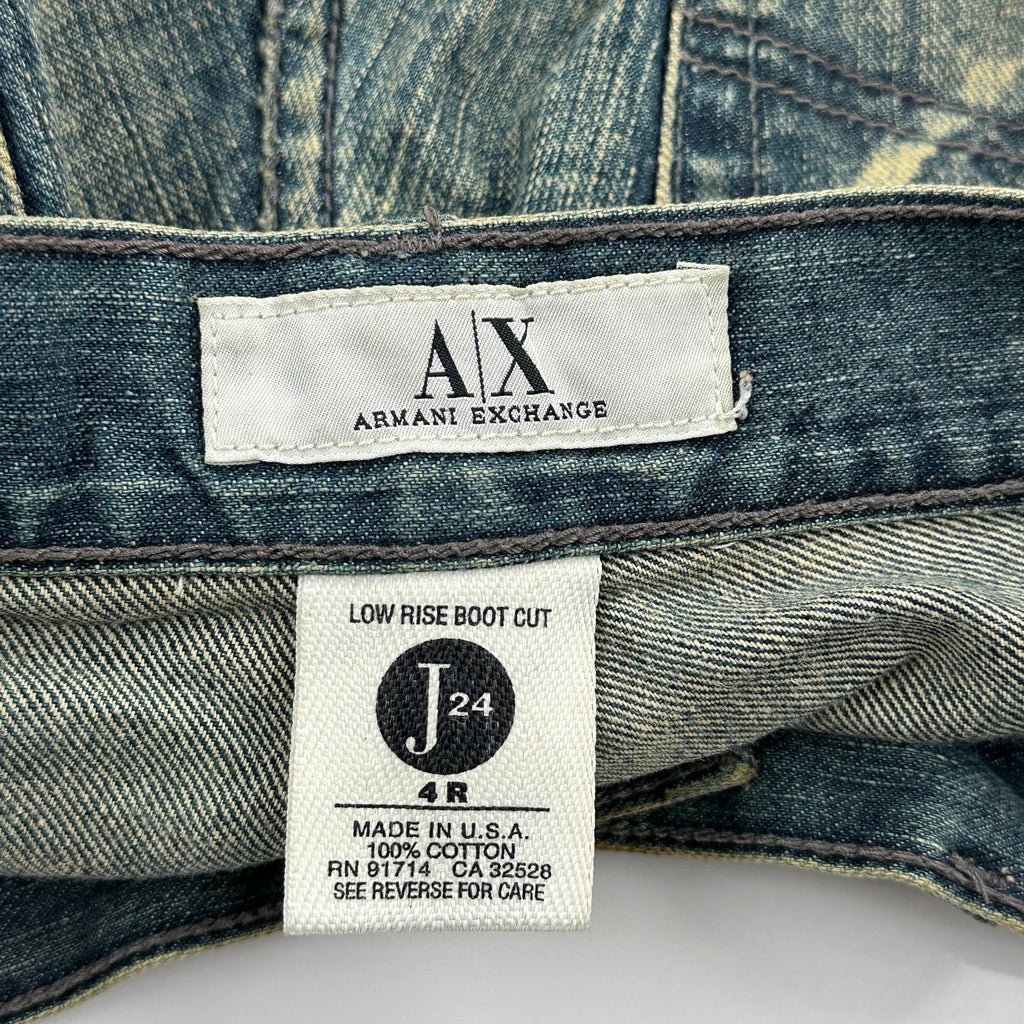 A|X
ARMANI EXCHANGE
LOW RISE BOOT CUT
J24
4 R
MADE IN U.S.A.
100% COTTON
RN 91714 CA 32528
SEE REVERSE FOR CARE